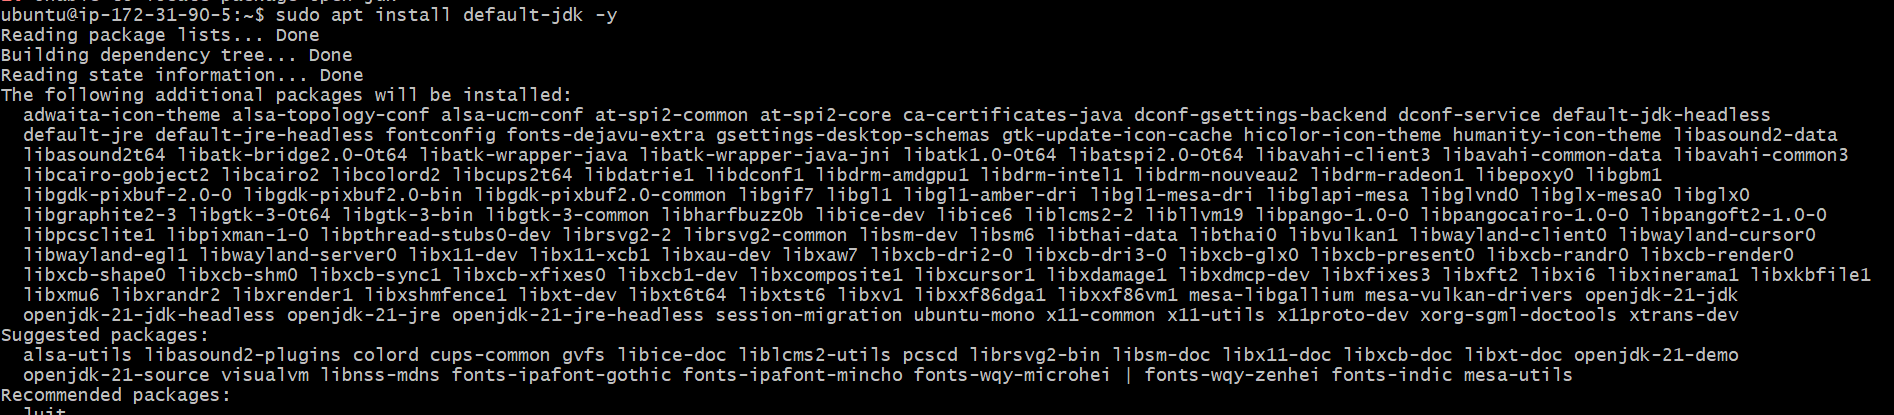 ubuntu@ip-172-31-90-5:~$ sudo apt install default-jdk -y
Reading package lists... Done
Building dependency tree... Done
Reading state information... Done
The following additional packages will be installed:
  adwaita-icon-theme alsa-topology-conf alsa-ucm-conf at-spi2-common at-spi2-core ca-certificates-java dconf-gsettings-backend dconf-service default-jdk-headless
  default-jre default-jre-headless fontconfig fonts-dejavu-extra gsettings-desktop-schemas gtk-update-icon-cache hicolor-icon-theme humanity-icon-theme libasound2-data
  libasound2t64 libatk-bridge2.0-0t64 libatk-wrapper-java libatk-wrapper-java-jni libatk1.0-0t64 libatspi2.0-0t64 libavahi-client3 libavahi-common-data libavahi-common3
  libcairo-gobject2 libcairo2 libcolord2 libcups2t64 libdatrie1 libdconf1 libdrm-amdgpu1 libdrm-intel1 libdrm-nouveau2 libdrm-radeon1 libepoxy0 libgbm1
  libgdk-pixbuf-2.0-0 libgdk-pixbuf2.0-bin libgdk-pixbuf2.0-common libgif7 libgl1 libgl1-amber-dri libgl1-mesa-dri libglapi-mesa libglvnd0 libglx-mesa0 libglx0
  libgraphite2-3 libgtk-3-0t64 libgtk-3-bin libgtk-3-common libharfbuzz0b libice-dev libice6 liblcms2-2 libllvm19 libpango-1.0-0 libpangocairo-1.0-0 libpangoft2-1.0-0
  libpcsclite1 libpixman-1-0 libpthread-stubs0-dev librsvg2-2 librsvg2-common libsm-dev libsm6 libthai-data libthai0 libvulkan1 libwayland-client0 libwayland-cursor0
  libwayland-egl1 libwayland-server0 libx11-dev libx11-xcb1 libxau-dev libxaw7 libxcb-dri2-0 libxcb-dri3-0 libxcb-glx0 libxcb-present0 libxcb-randr0 libxcb-render0
  libxcb-shape0 libxcb-shm0 libxcb-sync1 libxcb-xfixes0 libxcb1-dev libxcomposite1 libxcursor1 libxdamage1 libxdmcp-dev libxfixes3 libxft2 libxi6 libxinerama1 libxkbfile1
  libxmu6 libxrandr2 libxrender1 libxshmfence1 libxt-dev libxt6t64 libxtst6 libxv1 libxxf86dga1 libxxf86vm1 mesa-libgallium mesa-vulkan-drivers openjdk-21-jdk
  openjdk-21-jdk-headless openjdk-21-jre openjdk-21-jre-headless session-migration ubuntu-mono x11-common x11-utils x11proto-dev xorg-sgml-doctools xtrans-dev
Suggested packages:
  alsa-utils libasound2-plugins colord cups-common gvfs libice-doc liblcms2-utils pcscd librsvg2-bin libsm-doc libx11-doc libxcb-doc libxt-doc openjdk-21-demo
  openjdk-21-source visualvm libnss-mdns fonts-ipafont-gothic fonts-ipafont-mincho fonts-wqy-microhei | fonts-wqy-zenhei fonts-indic mesa-utils
Recommended packages:
  luit